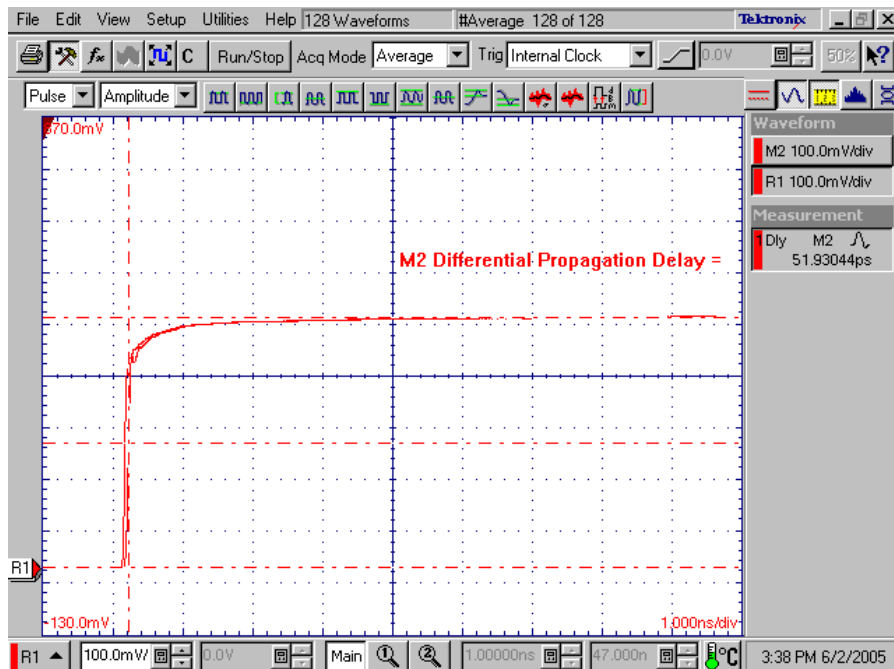 File Edit View Setup Utilities Help 128 Waveforms #Average 128 of 128 Tektronix
C Run/Stop Acq Mode Average Trig Internal Clock 0.0V 50%
Pulse Amplitude
Waveform
M2 100.0mV/div
R1 100.0mV/div
Measurement
1 Dly M2
51.93044ps
M2 Differential Propagation Delay =
R1
-130.0mV
1.000ns/div
R1 100.0mV/ 0.0V Main 1 2 1.00000ns 47.000n °C 3:38 PM 6/2/2005